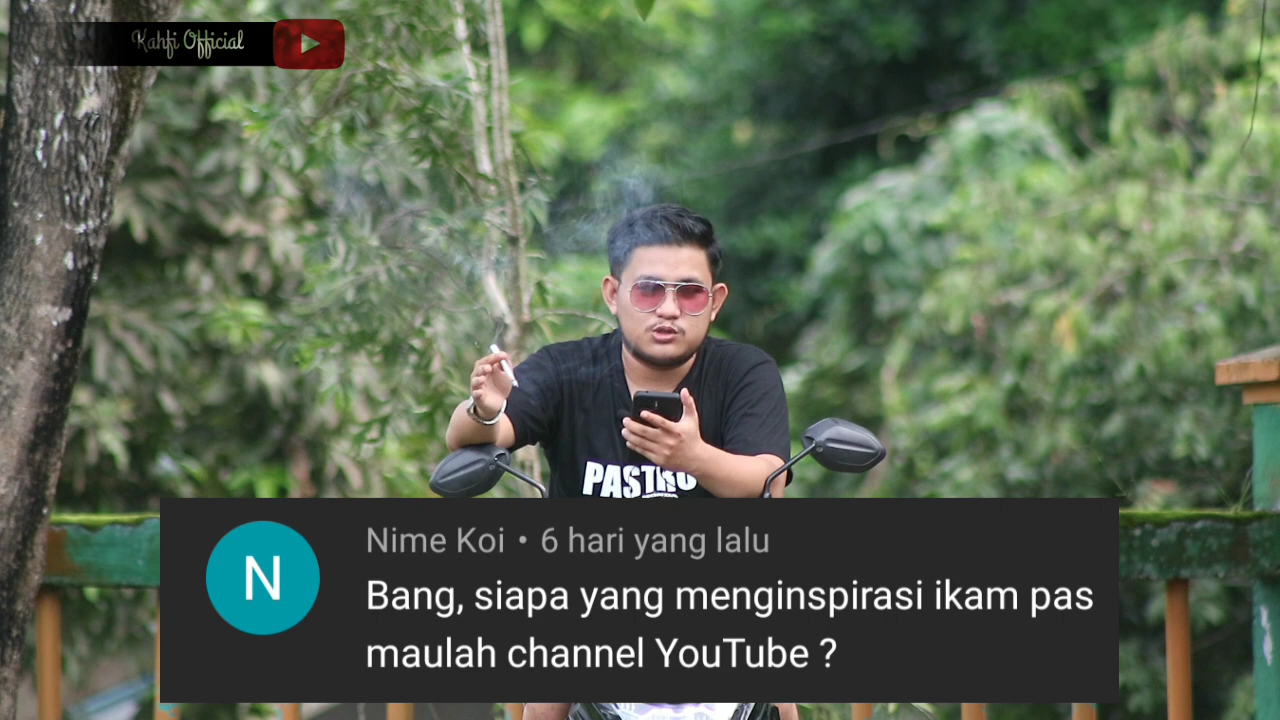 Kahfi Official
PASTRO
Nime Koi • 6 hari yang lalu
Bang, siapa yang menginspirasi ikam pas
maulah channel YouTube ?